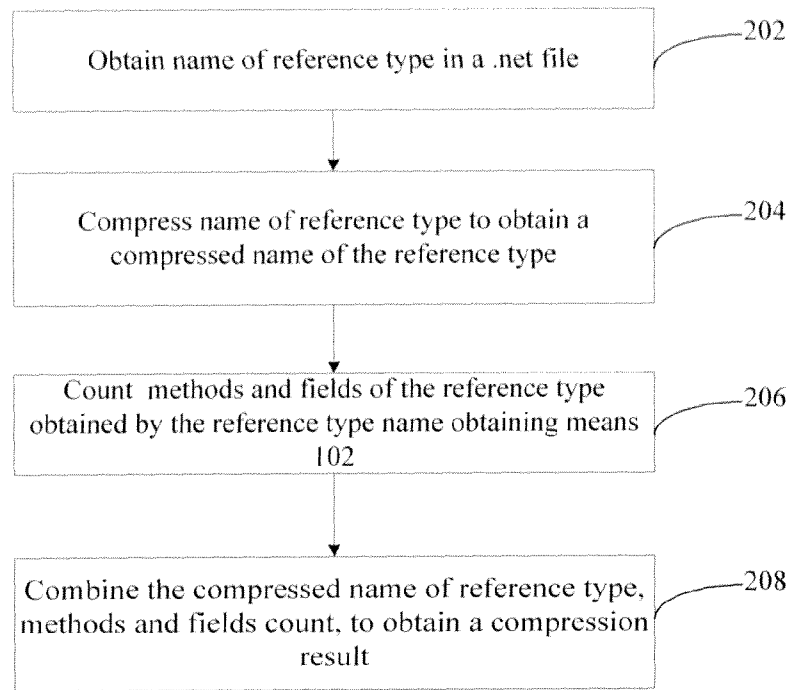 Obtain name of reference type in a .net file
202
Compress name of reference type to obtain a
compressed name of the reference type
204
Count methods and fields of the reference type
obtained by the reference type name obtaining means
102
206
Combine the compressed name of reference type,
methods and fields count, to obtain a compression
result
208